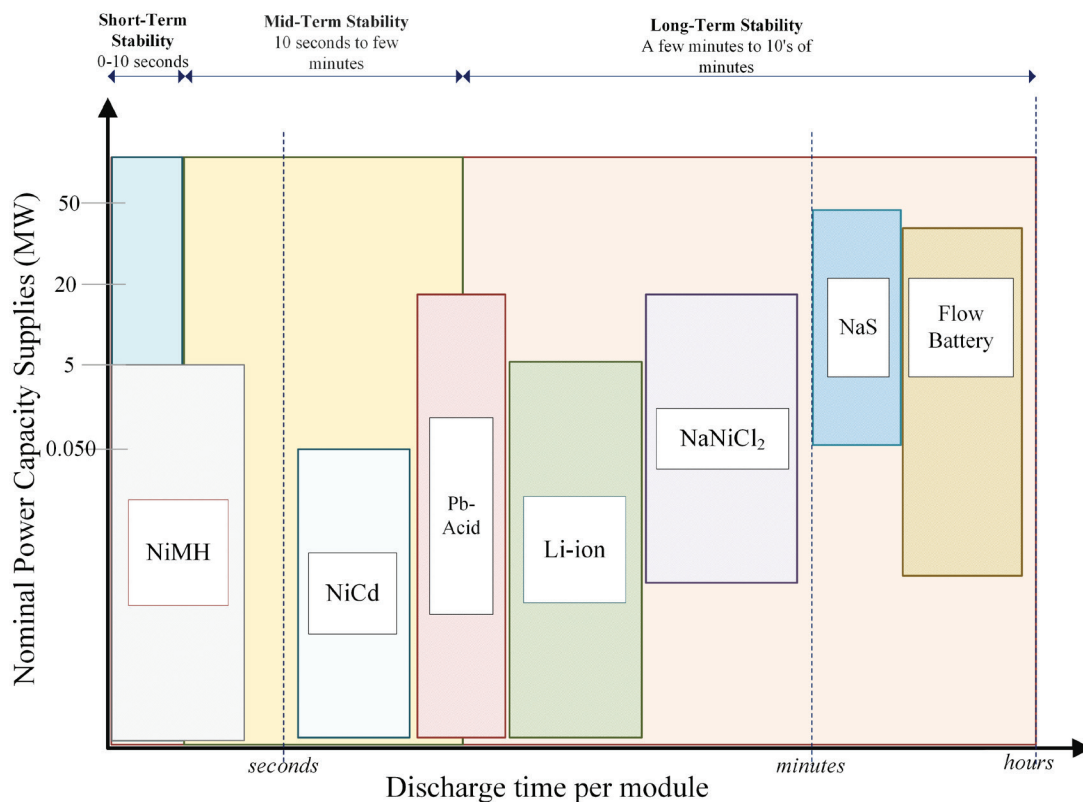 Short-Term
Stability
0-10 seconds
Mid-Term Stability
10 seconds to few
minutes
Long-Term Stability
A few minutes to 10's of
minutes
Nominal Power Capacity Supplies (MW)
50
20
5
0.050
NiMH
NiCd
Pb-
Acid
Li-ion
NaNiCl₂
NaS
Flow
Battery
seconds
minutes
hours
Discharge time per module